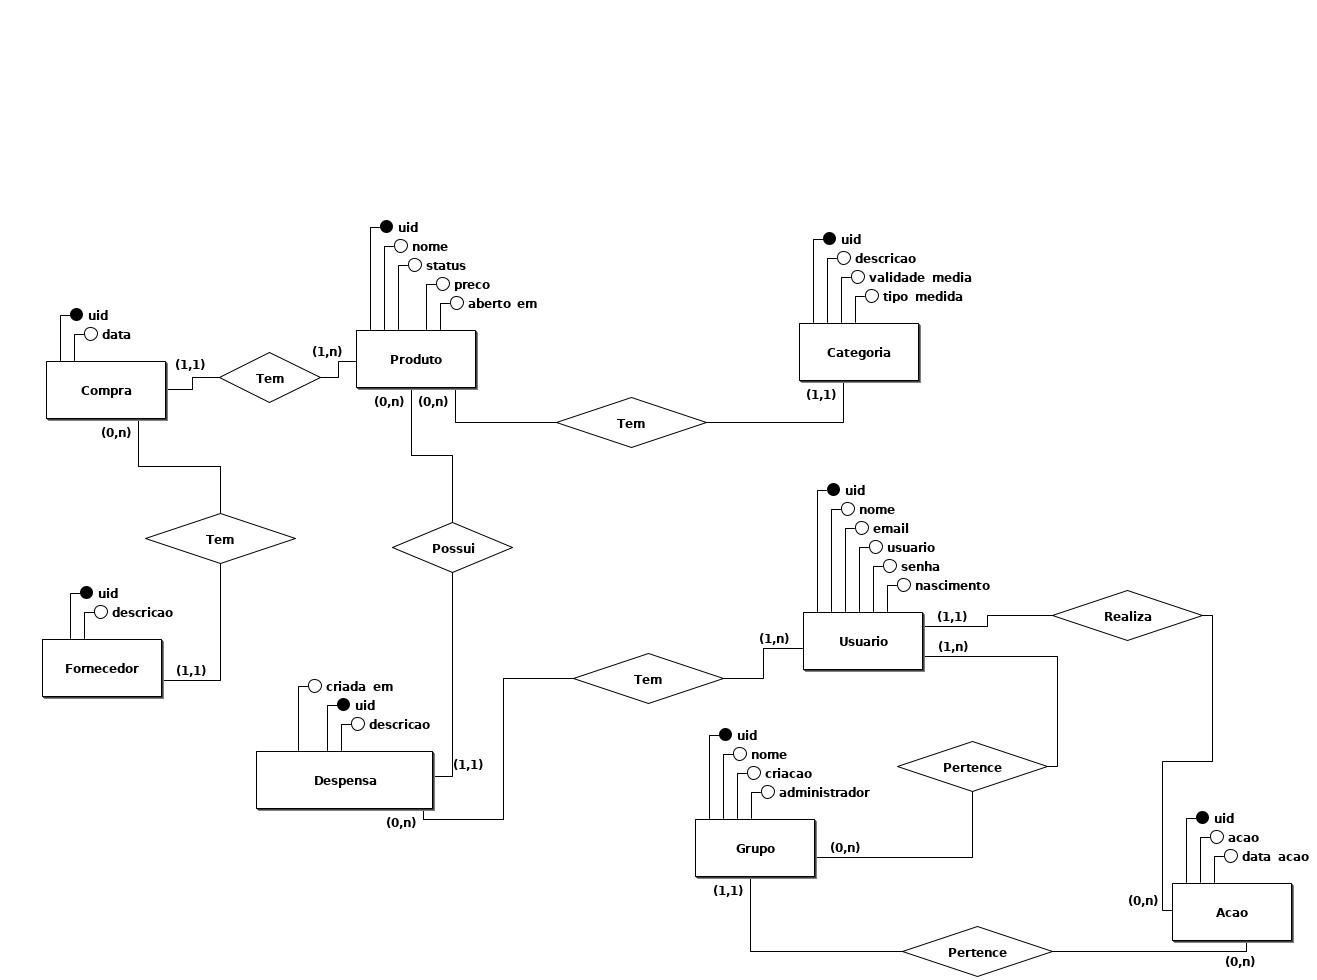 uid
nome
status
preco
aberto em
Produto
uid
descricao
validade media
tipo medida
Categoria
uid
data
Compra
(1,1)
Tem
(1,n)
(0,n)
(0,n)
(0,n)
Tem
(1,1)
Tem
Possui
uid
descricao
Fornecedor
(1,1)
uid
nome
email
usuario
senha
nascimento
Usuario
(1,1)
(1,n)
Realiza
(1,n)
Tem
criada em
uid
descricao
Despensa
(1,1)
(0,n)
uid
nome
criacao
administrador
Grupo
(0,n)
Pertence
(1,1)
uid
acao
data acao
Acao
(0,n)
Pertence
(0,n)